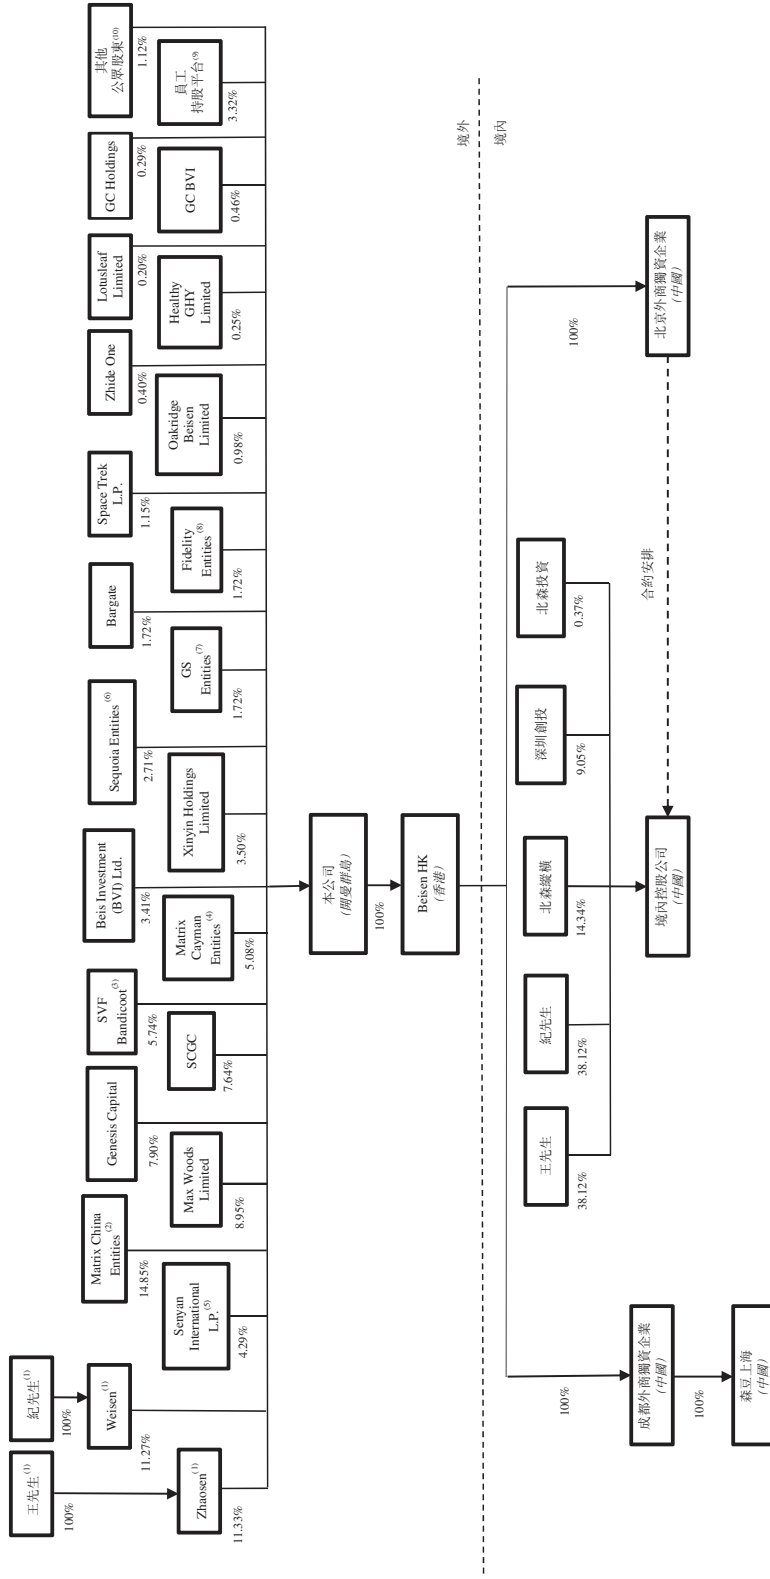 王先生(1)
100%
紀先生(1)
100%
Zhaosen(1)
11.33%
Weisen(1)
11.27%
Senyan
International
L.P.(5)
4.29%
Matrix China
Entities(2)
14.85%
Max Woods
Limited
8.95%
Genesis Capital
7.90%
SCGC
7.64%
SVF
Bandicoot(3)
5.74%
Matrix
Cayman
Entities(4)
5.08%
Beis Investment
(BVI) Ltd.
3.41%
Xinyin Holdings
Limited
3.50%
Sequoia Entities(6)
2.71%
GS
Entities(7)
1.72%
Bargate
1.72%
Fidelity
Entities(8)
1.72%
Space Trek
L.P.
1.15%
Oakridge
Beisen
Limited
0.98%
Zhide One
0.40%
Healthy
GHY
Limited
0.25%
Lotusleaf
Limited
0.20%
GC BVI
0.46%
GC Holdings
0.29%
員工
持股平台(9)
3.32%
其他
公眾股東(10)
1.12%
本公司
(開曼群島)
100%
Beisen HK
(香港)
境外
境內
王先生
38.12%
紀先生
38.12%
北森縱橫
14.34%
深圳創投
9.05%
北森投資
0.37%
100%
成都外商獨資企業
(中國)
100%
森豆上海
(中國)
境內控股公司
(中國)
合約安排
100%
北京外商獨資企業
(中國)